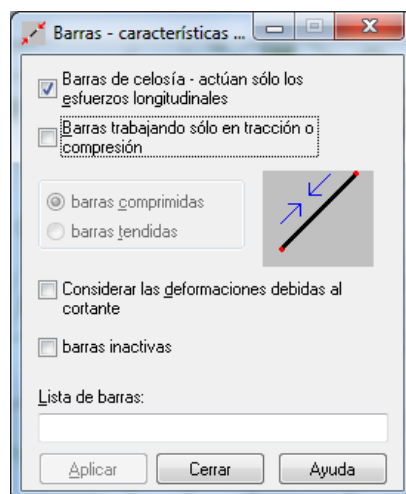 Barras - características ...
Barras de celosía - actúan sólo los
esfuerzos longitudinales
Barras trabajando sólo en tracción o
compresión
barras comprimidas
barras tendidas
Considerar las deformaciones debidas al
cortante
barras inactivas
Lista de barras:
Aplicar Cerrar Ayuda